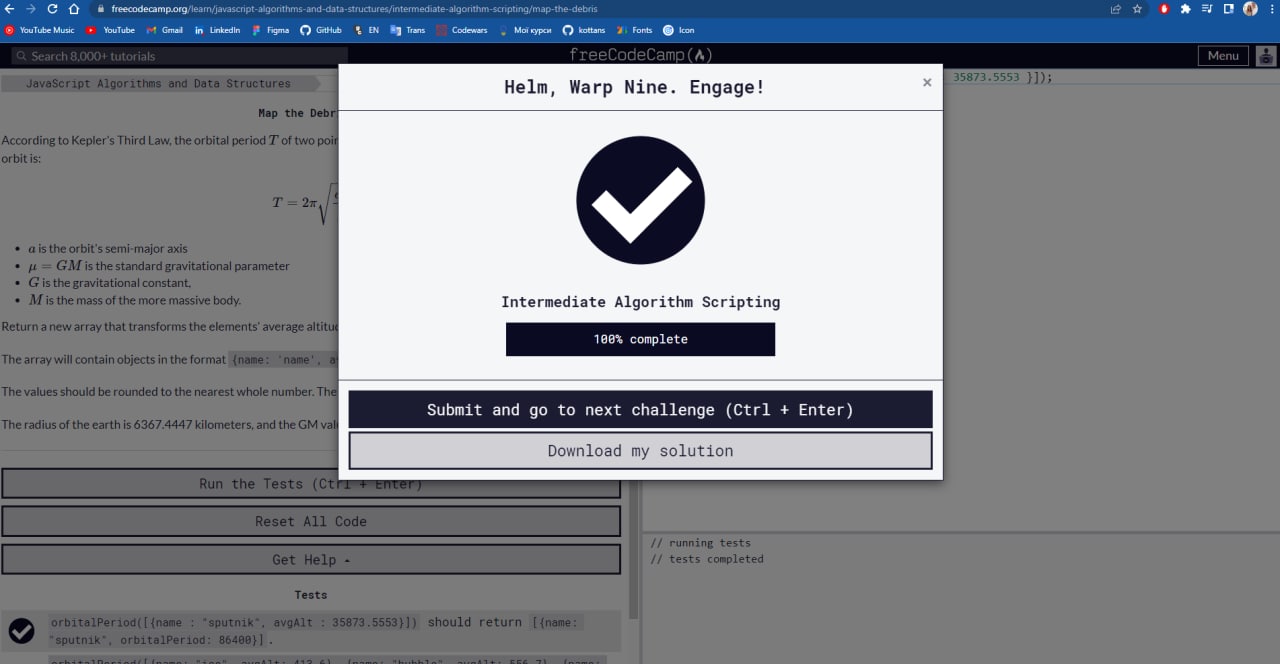 freecodecamp.org/learn/javascript-algorithms-and-data-structures/intermediate-algorithm-scripting/map-the-debris
YouTube Music YouTube Gmail LinkedIn Figma GitHub EN Trans Codewars Мої курси kottans Fonts Icon
Search 8,000+ tutorials
freeCodeCamp
Menu
JavaScript Algorithms and Data Structures
35873.5553 }]);
Helm, Warp Nine. Engage!
×
Map the Debr
According to Kepler's Third Law, the orbital period T of two poin
orbit is:
T = 2π√
a is the orbit's semi-major axis
μ = GM is the standard gravitational parameter
G is the gravitational constant,
M is the mass of the more massive body.
Return a new array that transforms the elements' average altitud
The array will contain objects in the format {name: 'name', a
The values should be rounded to the nearest whole number. The
The radius of the earth is 6367.4447 kilometers, and the GM val
Intermediate Algorithm Scripting
100% complete
Submit and go to next challenge (Ctrl + Enter)
Download my solution
Run the Tests (Ctrl + Enter)
Reset All Code
Get Help
Tests
orbitalPeriod([{name : "sputnik", avgAlt : 35873.5553}]) should return [{name:
"sputnik", orbitalPeriod: 86400}].
orbitalPeriod([{name: "iss", avgAlt: 413.6}, {name: "hubble", avgAlt: 556.7}, {name:
// running tests
// tests completed